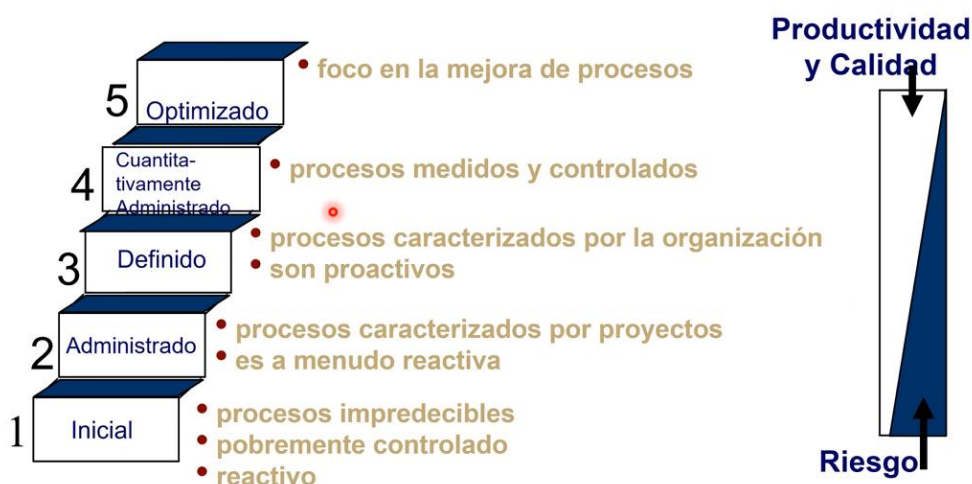 5
Optimizado
• foco en la mejora de procesos
4
Cuantita-
tivamente
Administrado
• procesos medidos y controlados
3
Definido
• procesos caracterizados por la organización
• son proactivos
2
Administrado
• procesos caracterizados por proyectos
• es a menudo reactiva
1
Inicial
• procesos impredecibles
• pobremente controlado
• reactivo
Productividad
y Calidad
Riesgo